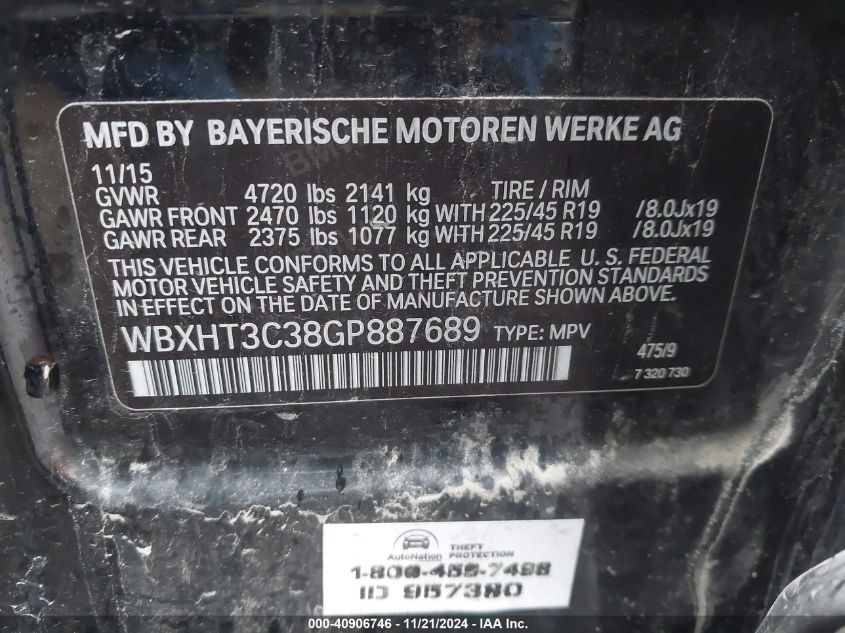 MFD BY BAYERISCHE MOTOREN WERKE AG
11/15
GVWR 4720 lbs 2141 kg TIRE / RIM
GAWR FRONT 2470 lbs 1120 kg WITH 225/45 R19 /8.0Jx19
GAWR REAR 2375 lbs 1077 kg WITH 225/45 R19 /8.0Jx19
THIS VEHICLE CONFORMS TO ALL APPLICABLE U. S. FEDERAL
MOTOR VEHICLE SAFETY AND THEFT PREVENTION STANDARDS
IN EFFECT ON THE DATE OF MANUFACTURE SHOWN ABOVE.
WBXHT3C38GP887689 TYPE: MPV
475/9
7 320 730
AutoNation THEFT PROTECTION
ID 957380
000-40906746 - 11/21/2024 - IAA Inc.